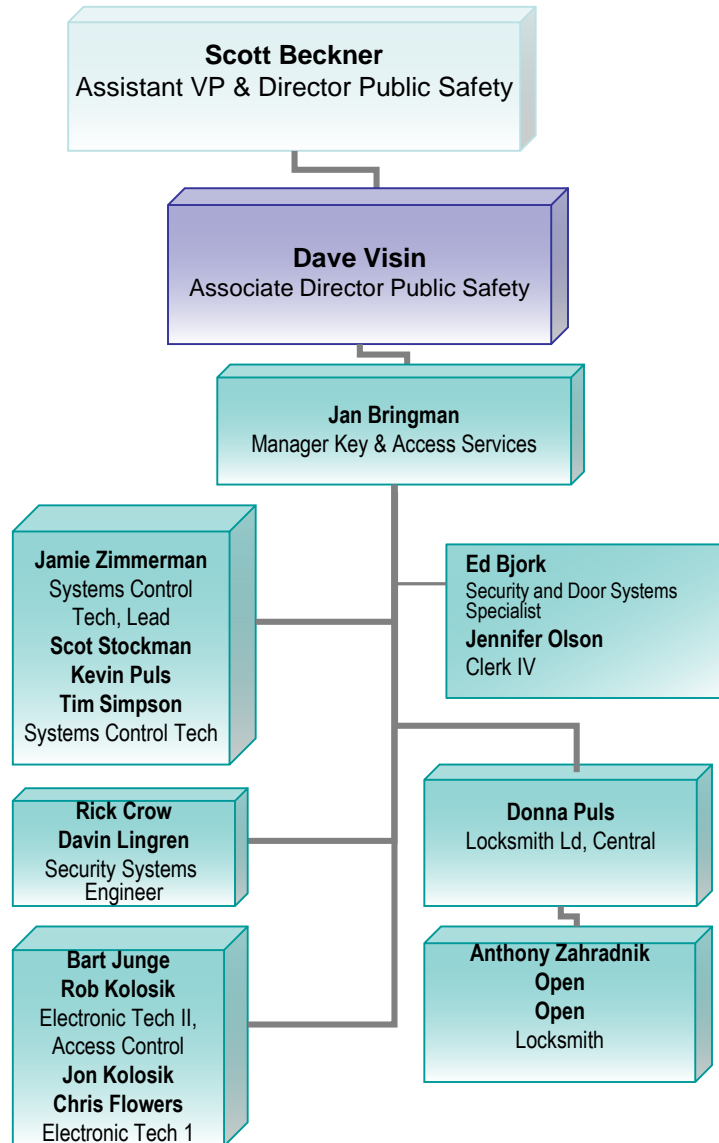 Scott Beckner
Assistant VP & Director Public Safety
Dave Visin
Associate Director Public Safety
Jan Bringman
Manager Key & Access Services
Jamie Zimmerman
Systems Control
Tech, Lead
Scot Stockman
Kevin Puls
Tim Simpson
Systems Control Tech
Ed Bjork
Security and Door Systems
Specialist
Jennifer Olson
Clerk IV
Rick Crow
Davin Lingren
Security Systems
Engineer
Donna Puls
Locksmith Ld, Central
Bart Junge
Rob Kolosik
Electronic Tech II,
Access Control
Jon Kolosik
Chris Flowers
Electronic Tech 1
Anthony Zahradnik
Open
Open
Locksmith